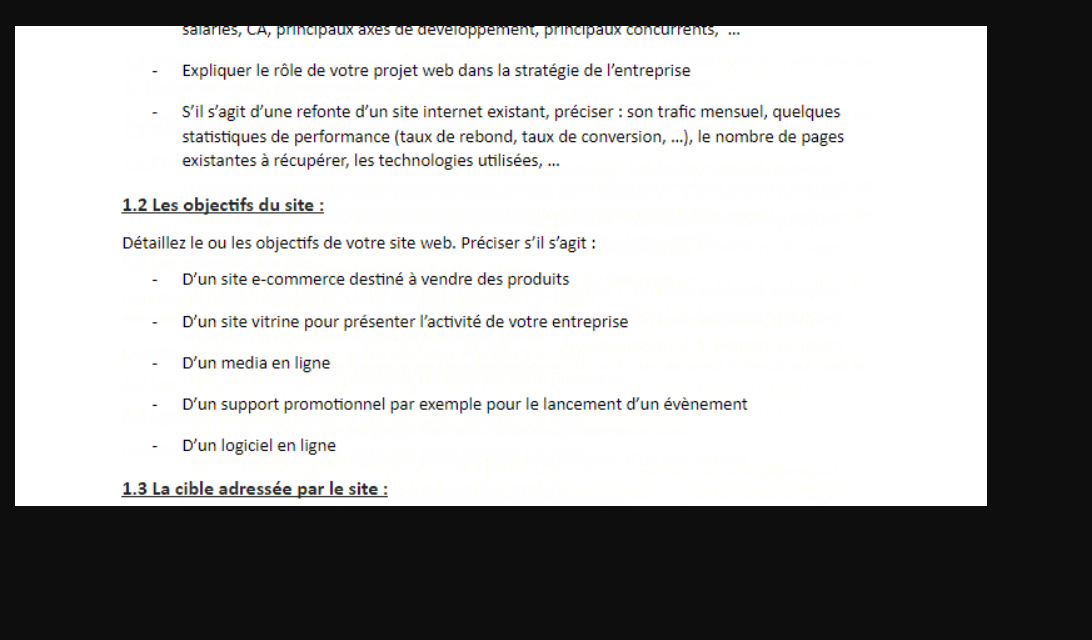 salariés, CA, principaux axes de développement, principaux concurrents, ...
- Expliquer le rôle de votre projet web dans la stratégie de l’entreprise
- S’il s’agit d’une refonte d’un site internet existant, préciser : son trafic mensuel, quelques
statistiques de performance (taux de rebond, taux de conversion, ...), le nombre de pages
existantes à récupérer, les technologies utilisées, ...
1.2 Les objectifs du site :
Détaillez le ou les objectifs de votre site web. Préciser s’il s’agit :
- D’un site e-commerce destiné à vendre des produits
- D’un site vitrine pour présenter l’activité de votre entreprise
- D’un media en ligne
- D’un support promotionnel par exemple pour le lancement d’un évènement
- D’un logiciel en ligne
1.3 La cible adressée par le site :